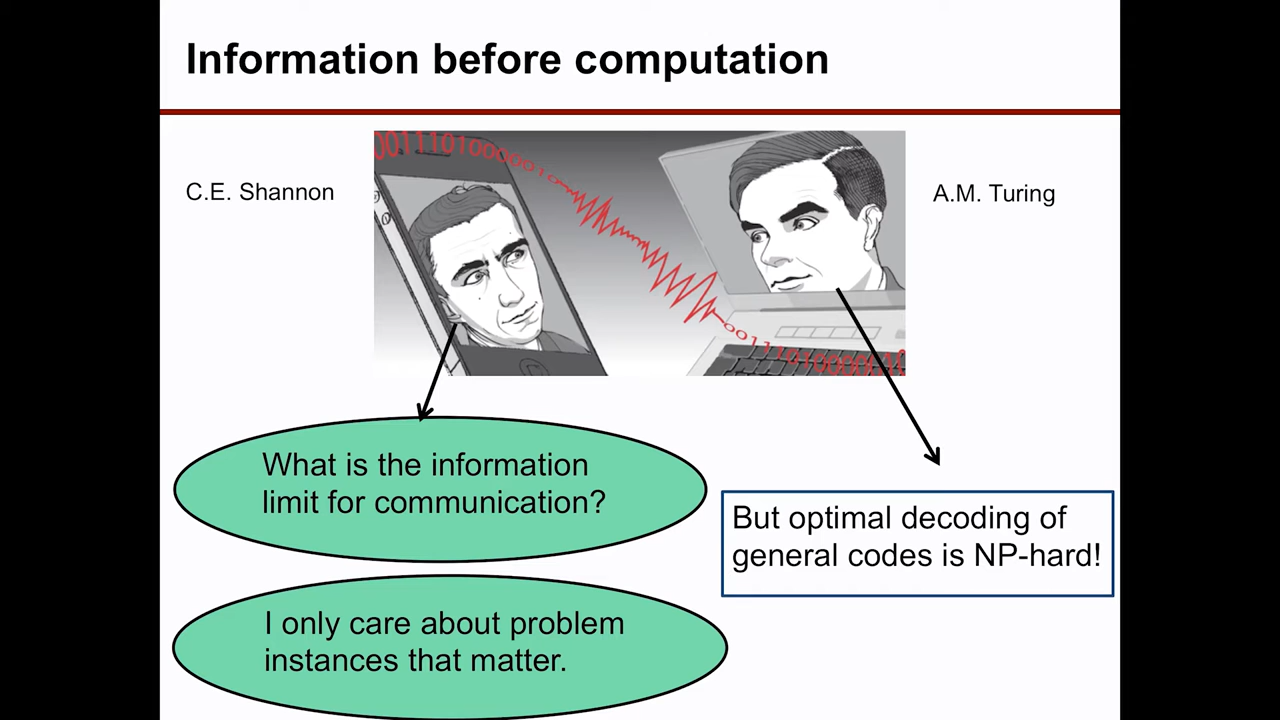 Information before computation
C.E. Shannon
A.M. Turing
What is the information
limit for communication?
But optimal decoding of
general codes is NP-hard!
I only care about problem
instances that matter.